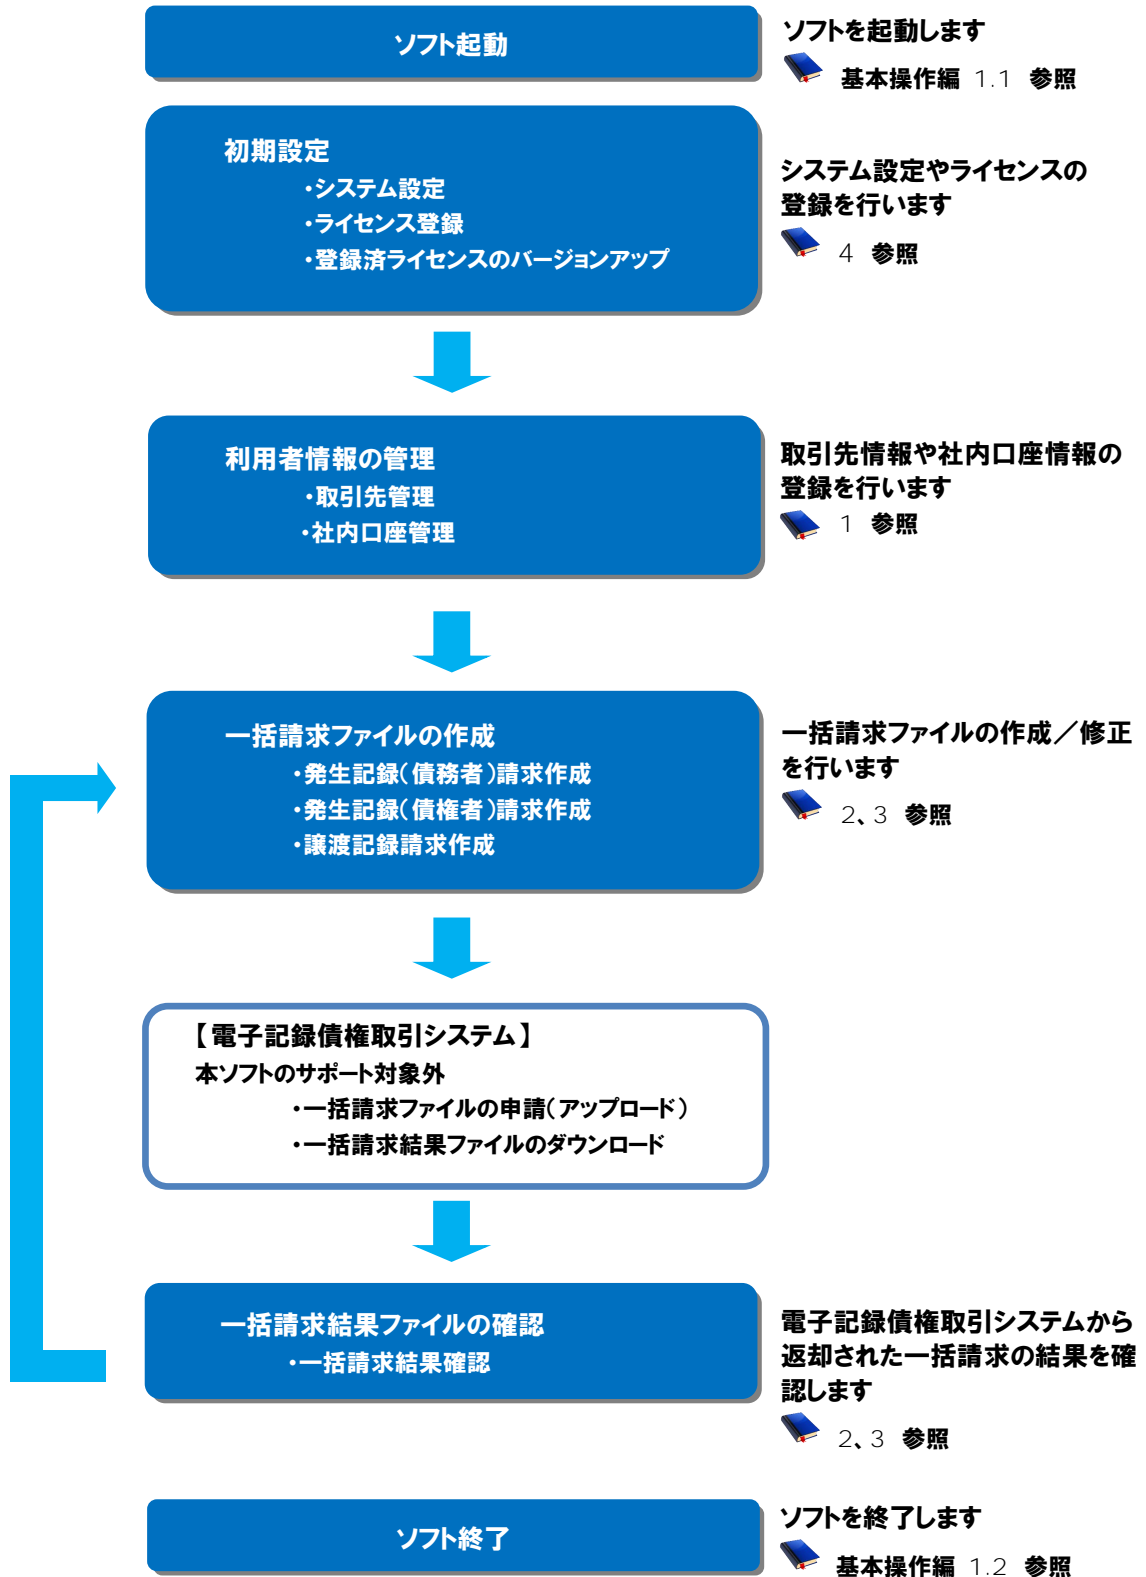 ソフト起動
ソフトを起動します
基本操作編 1.1 参照
初期設定
・システム設定
・ライセンス登録
・登録済ライセンスのバージョンアップ
システム設定やライセンスの
登録を行います
4 参照
利用者情報の管理
・取引先管理
・社内口座管理
取引先情報や社内口座情報の
登録を行います
1 参照
一括請求ファイルの作成
・発生記録(債務者)請求作成
・発生記録(債権者)請求作成
・譲渡記録請求作成
一括請求ファイルの作成／修正
を行います
2、3 参照
【電子記録債権取引システム】
本ソフトのサポート対象外
・一括請求ファイルの申請(アップロード)
・一括請求結果ファイルのダウンロード
一括請求結果ファイルの確認
・一括請求結果確認
電子記録債権取引システムから
返却された一括請求の結果を確
認します
2、3 参照
ソフト終了
ソフトを終了します
基本操作編 1.2 参照